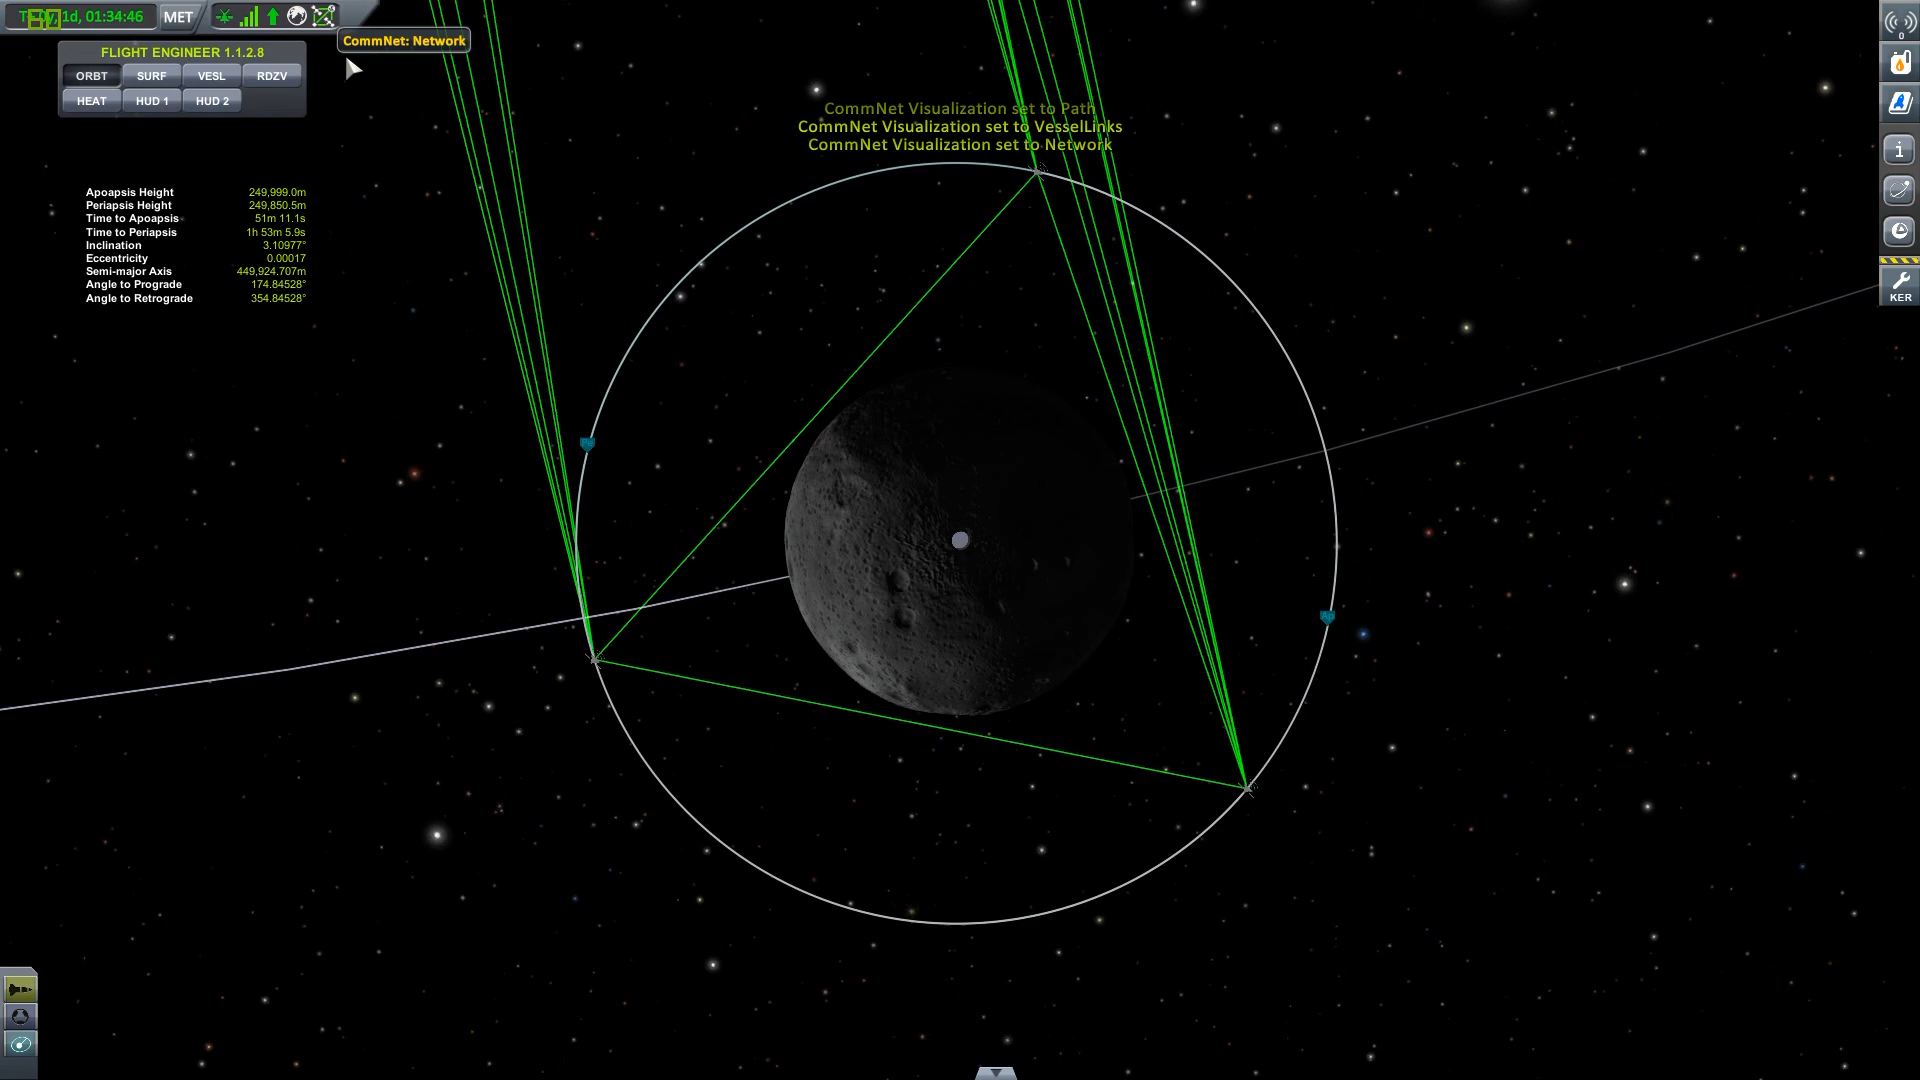 1d, 01:34:46 MET
CommNet: Network
FLIGHT ENGINEER 1.1.2.8
ORBT SURF VESL RDZV
HEAT HUD 1 HUD 2
CommNet Visualization set to Path
CommNet Visualization set to VesselLinks
CommNet Visualization set to Network
Apoapsis Height 249,999.0m
Periapsis Height 249,850.5m
Time to Apoapsis 51m 11.1s
Time to Periapsis 1h 53m 5.9s
Inclination 3.10977°
Eccentricity 0.00017
Semi-major Axis 449,924.707m
Angle to Prograde 174.84528°
Angle to Retrograde 354.84528°
Pe
Ap
0
KER